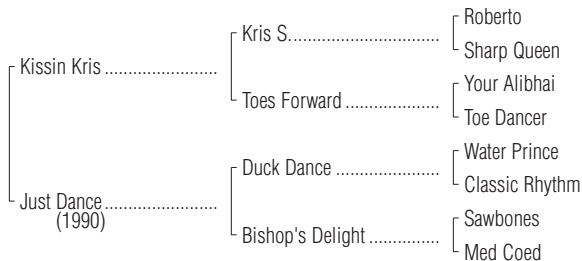 Roberto
Kris S.
Sharp Queen
Kissin Kris
Your Alibhai
Toes Forward
Toe Dancer
Water Prince
Duck Dance
Classic Rhythm
Just Dance
(1990)
Sawbones
Bishop's Delight
Med Coed